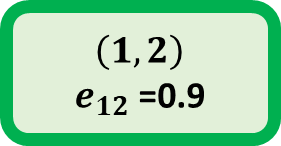 (1,2)
e₁₂ =0.9